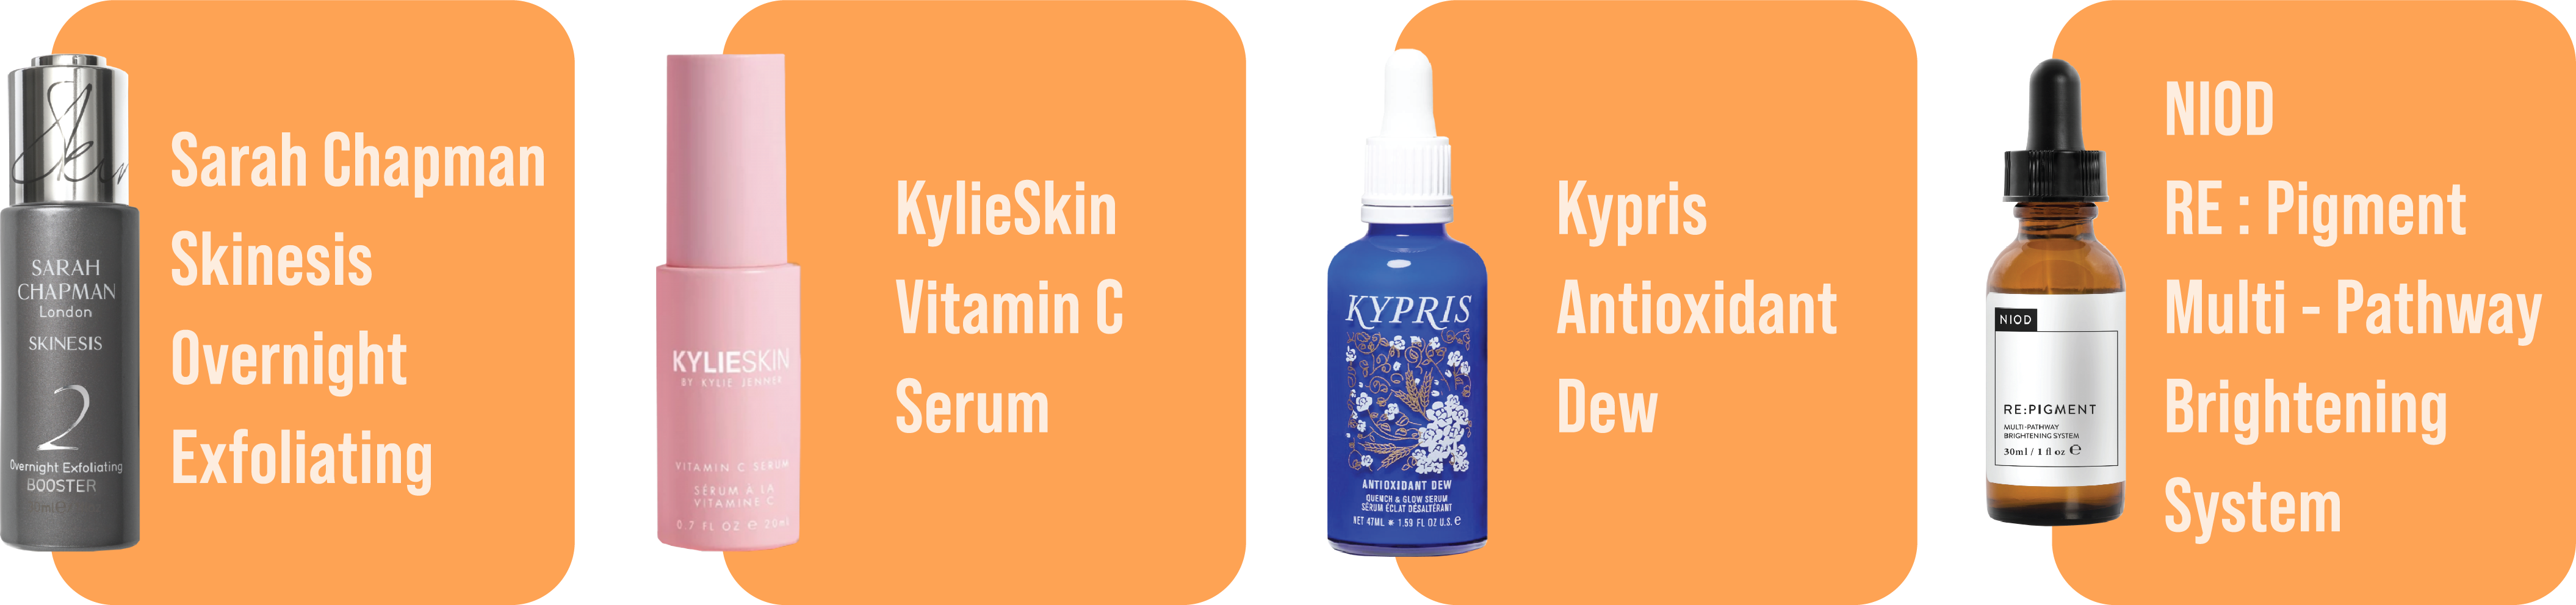 SARAH
CHAPMAN
London
SKINESIS
2
Overnight Exfoliating
BOOSTER
Sarah Chapman
Skinesis
Overnight
Exfoliating
KYLIESKIN
BY KYLIE JENNER
VITAMIN C SERUM
SÉRUM À LA
VITAMINE C
0.7 FL OZ e 20ml
KylieSkin
Vitamin C
Serum
KYPRIS
ANTIOXIDANT DEW
QUENCH & GLOW SERUM
SÉRUM ÉCLAT DÉSALTÉRANT
NET 47ML * 1.59 FL OZ U.S. e
Kypris
Antioxidant
Dew
NIOD
RE:PIGMENT
MULTI-PATHWAY
BRIGHTENING SYSTEM
30ml / 1 fl oz e
NIOD
RE : Pigment
Multi - Pathway
Brightening
System